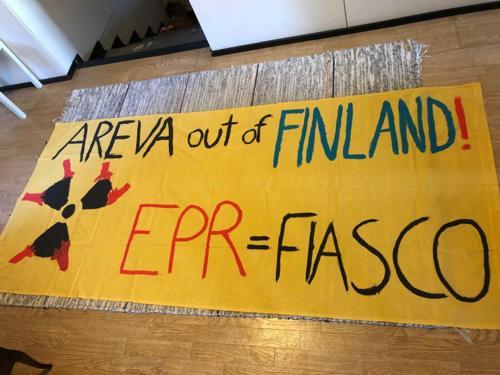 AREVA out of FINLAND!
EPR=FIASCO